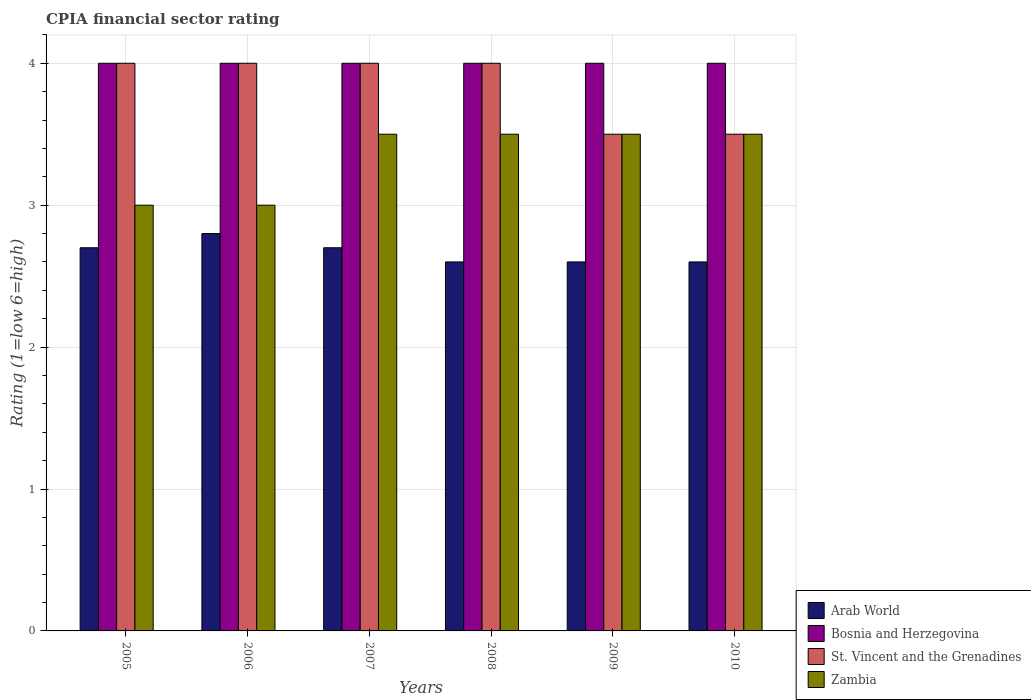 CPIA financial sector rating
Rating (1=low 6=high)
4
3
2
1
0
2005
2006
2007
2008
2009
2010
Years
Arab World
Bosnia and Herzegovina
St. Vincent and the Grenadines
Zambia